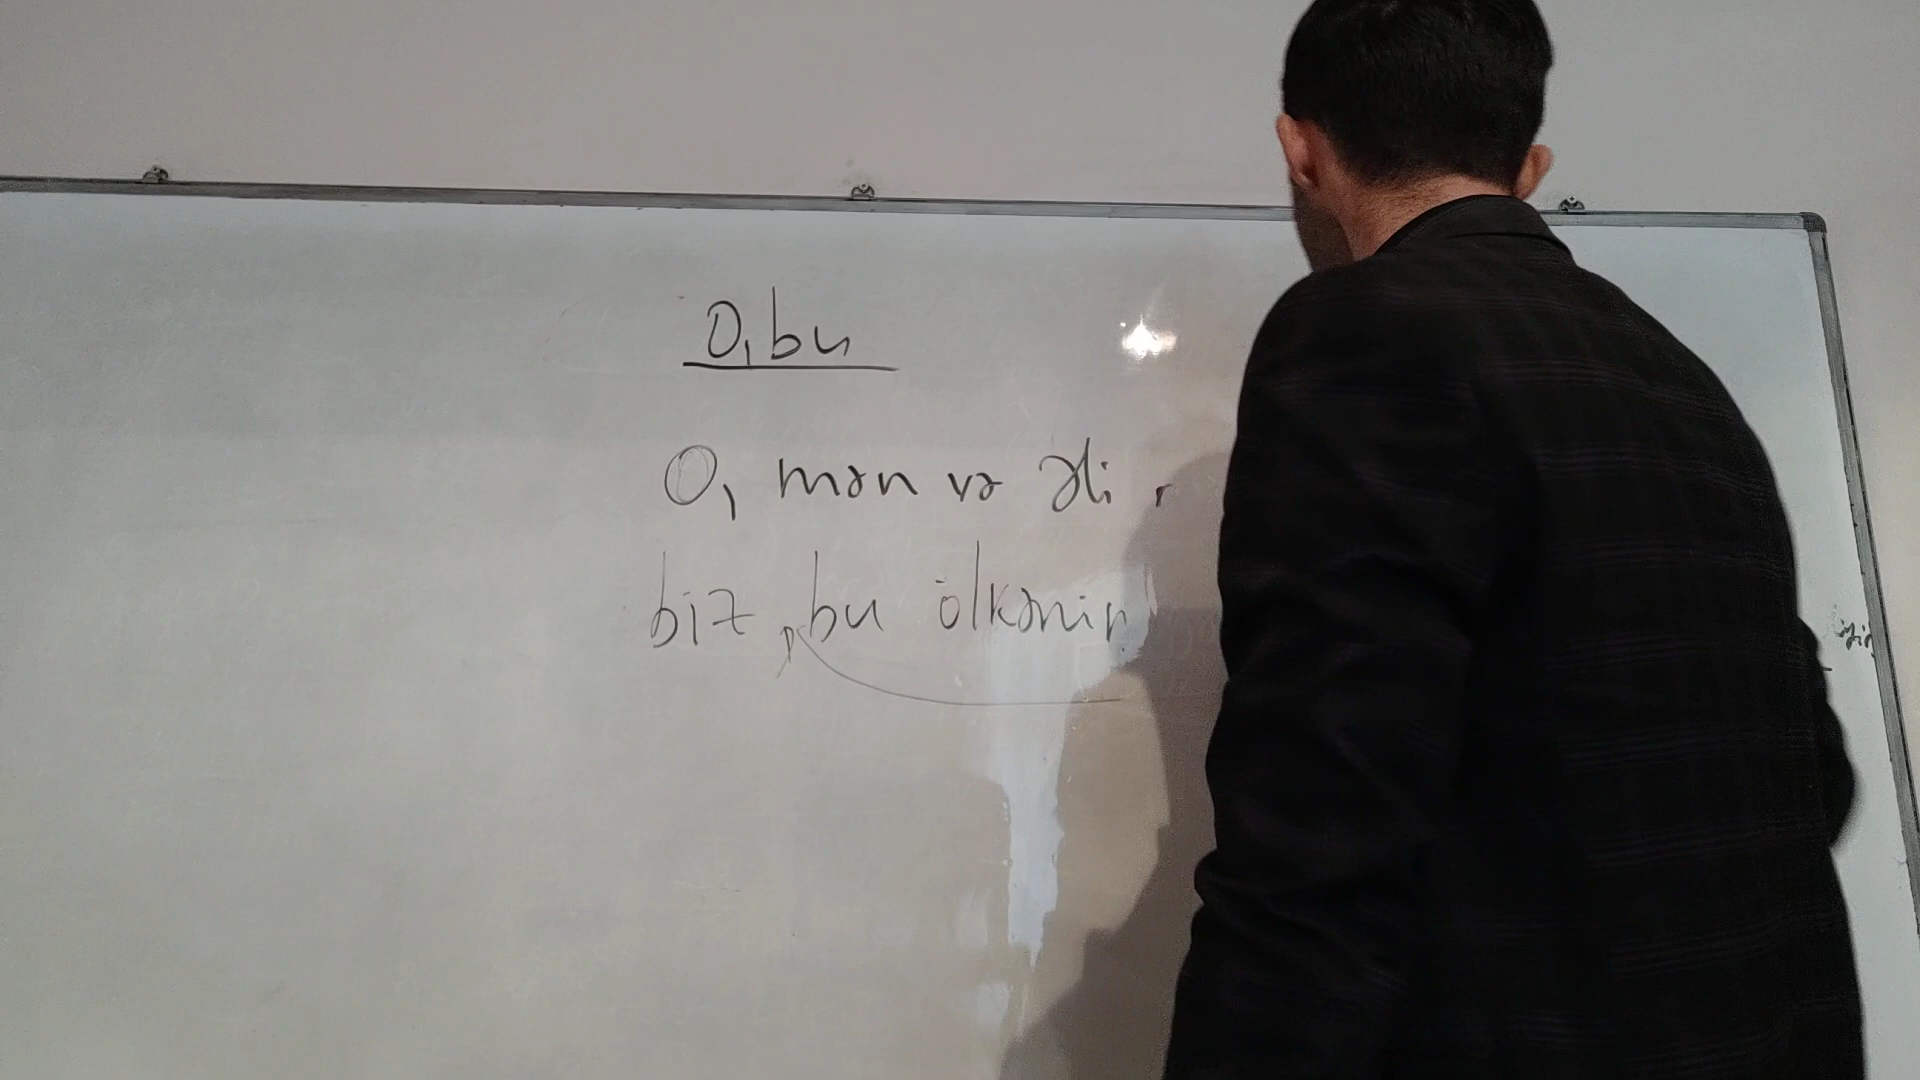 O, bu
O, mən və Əli,
biz, bu ölkənin